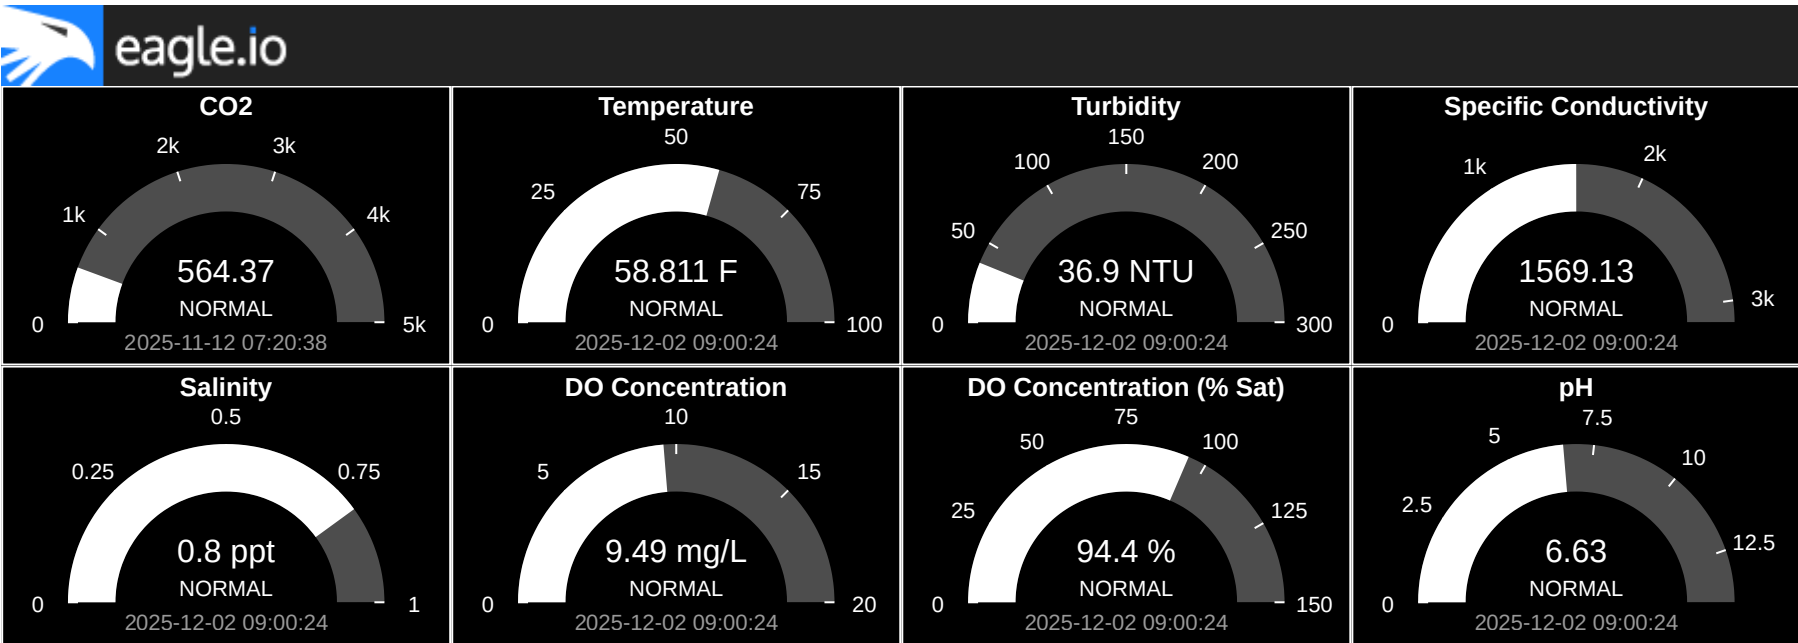 eagle.io
CO2
0
1k
2k
3k
4k
5k
564.37
NORMAL
2025-11-12 07:20:38
Temperature
0
25
50
75
100
58.811 F
NORMAL
2025-12-02 09:00:24
Turbidity
0
50
100
150
200
250
300
36.9 NTU
NORMAL
2025-12-02 09:00:24
Specific Conductivity
0
1k
2k
3k
1569.13
NORMAL
2025-12-02 09:00:24
Salinity
0
0.25
0.5
0.75
1
0.8 ppt
NORMAL
2025-12-02 09:00:24
DO Concentration
0
5
10
15
20
9.49 mg/L
NORMAL
2025-12-02 09:00:24
DO Concentration (% Sat)
0
25
50
75
100
125
150
94.4 %
NORMAL
2025-12-02 09:00:24
pH
0
2.5
5
7.5
10
12.5
6.63
NORMAL
2025-12-02 09:00:24